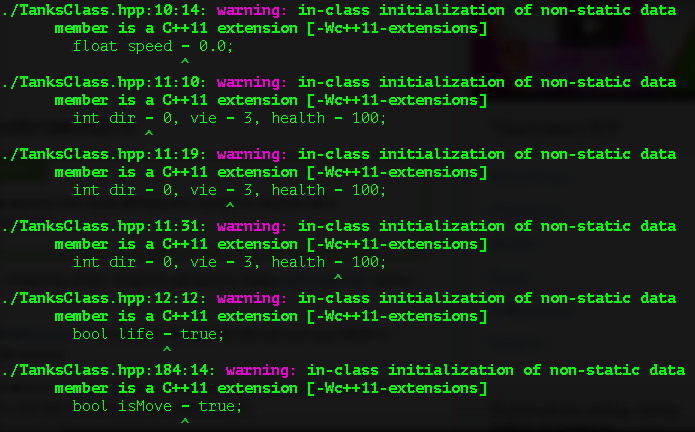 ./TanksClass.hpp:10:14: warning: in-class initialization of non-static data
member is a C++11 extension [-Wc++11-extensions]
float speed = 0.0;
^
./TanksClass.hpp:11:10: warning: in-class initialization of non-static data
member is a C++11 extension [-Wc++11-extensions]
int dir = 0, vie = 3, health = 100;
^
./TanksClass.hpp:11:19: warning: in-class initialization of non-static data
member is a C++11 extension [-Wc++11-extensions]
int dir = 0, vie = 3, health = 100;
^
./TanksClass.hpp:11:31: warning: in-class initialization of non-static data
member is a C++11 extension [-Wc++11-extensions]
int dir = 0, vie = 3, health = 100;
^
./TanksClass.hpp:12:12: warning: in-class initialization of non-static data
member is a C++11 extension [-Wc++11-extensions]
bool life = true;
^
./TanksClass.hpp:184:14: warning: in-class initialization of non-static data
member is a C++11 extension [-Wc++11-extensions]
bool isMove = true;
^